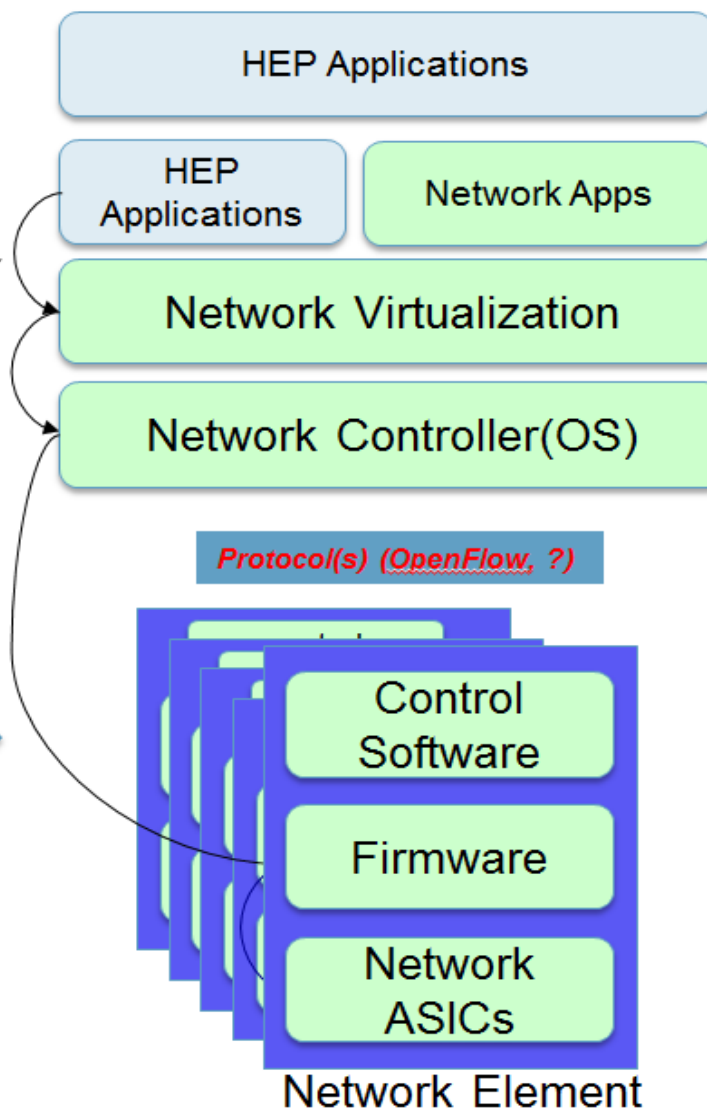 HEP Applications
HEP
Applications
Network Apps
Network Virtualization
Network Controller(OS)
Protocol(s) (OpenFlow, ?)
Control
Software
Firmware
Network
ASICs
Network Element